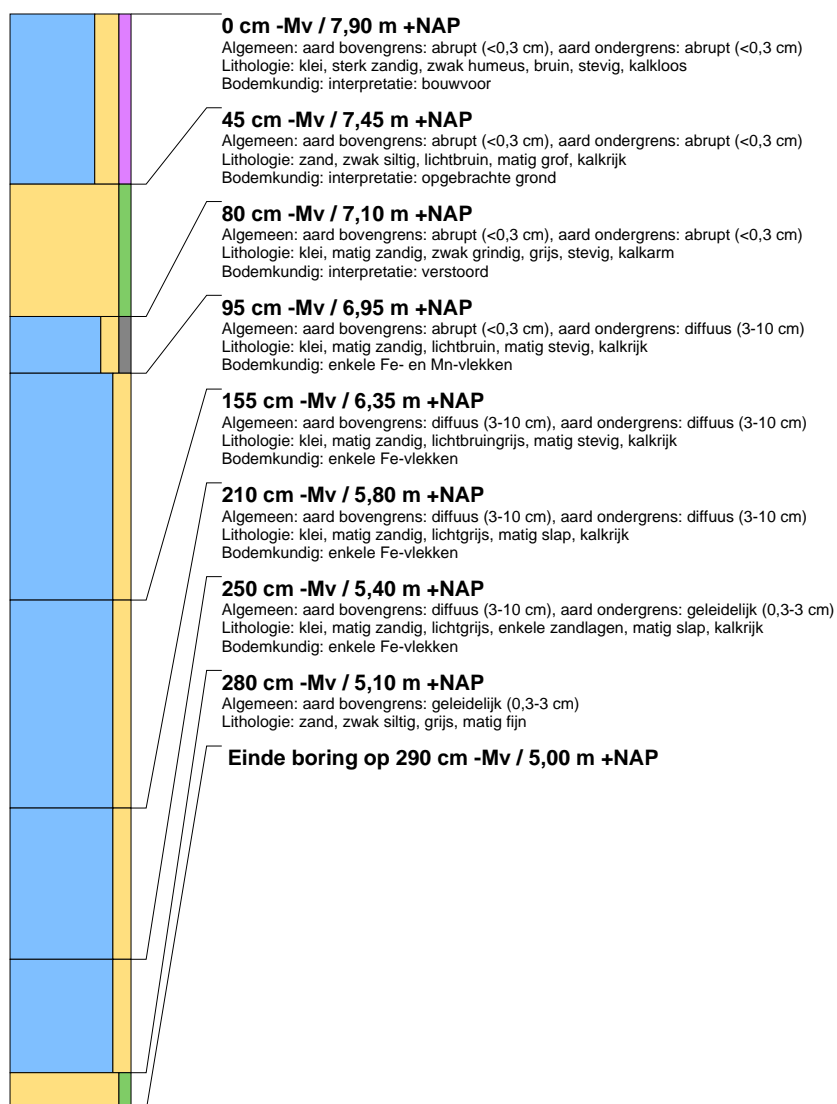 0 cm -Mv / 7,90 m +NAP
Algemeen: aard bovengrens: abrupt (<0,3 cm), aard ondergrens: abrupt (<0,3 cm)
Lithologie: klei, sterk zandig, zwak humeus, bruin, stevig, kalkloos
Bodemkundig: interpretatie: bouwvoor
45 cm -Mv / 7,45 m +NAP
Algemeen: aard bovengrens: abrupt (<0,3 cm), aard ondergrens: abrupt (<0,3 cm)
Lithologie: zand, zwak siltig, lichtbruin, matig grof, kalkrijk
Bodemkundig: interpretatie: opgebrachte grond
80 cm -Mv / 7,10 m +NAP
Algemeen: aard bovengrens: abrupt (<0,3 cm), aard ondergrens: abrupt (<0,3 cm)
Lithologie: klei, matig zandig, zwak grindig, grijs, stevig, kalkarm
Bodemkundig: interpretatie: verstoord
95 cm -Mv / 6,95 m +NAP
Algemeen: aard bovengrens: abrupt (<0,3 cm), aard ondergrens: diffuus (3-10 cm)
Lithologie: klei, matig zandig, lichtbruin, matig stevig, kalkrijk
Bodemkundig: enkele Fe- en Mn-vlekken
155 cm -Mv / 6,35 m +NAP
Algemeen: aard bovengrens: diffuus (3-10 cm), aard ondergrens: diffuus (3-10 cm)
Lithologie: klei, matig zandig, lichtbruingrijs, matig stevig, kalkrijk
Bodemkundig: enkele Fe-vlekken
210 cm -Mv / 5,80 m +NAP
Algemeen: aard bovengrens: diffuus (3-10 cm), aard ondergrens: diffuus (3-10 cm)
Lithologie: klei, matig zandig, lichtgrijs, matig slap, kalkrijk
Bodemkundig: enkele Fe-vlekken
250 cm -Mv / 5,40 m +NAP
Algemeen: aard bovengrens: diffuus (3-10 cm), aard ondergrens: geleidelijk (0,3-3 cm)
Lithologie: klei, matig zandig, lichtgrijs, enkele zandlagen, matig slap, kalkrijk
Bodemkundig: enkele Fe-vlekken
280 cm -Mv / 5,10 m +NAP
Algemeen: aard bovengrens: geleidelijk (0,3-3 cm)
Lithologie: zand, zwak siltig, grijs, matig fijn
Einde boring op 290 cm -Mv / 5,00 m +NAP